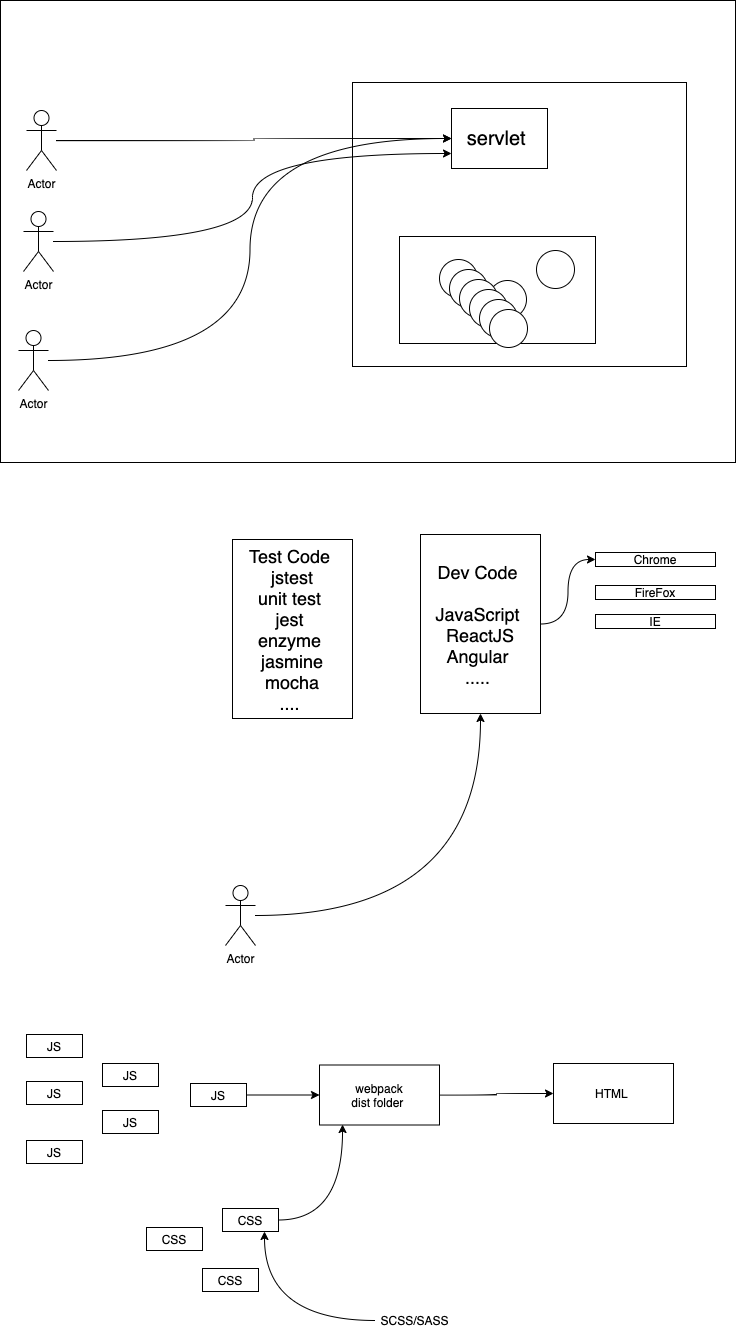 servlet
Actor
Actor
Actor
Test Code
jstest
unit test
jest
enzyme
jasmine
mocha
....
Dev Code
JavaScript
ReactJS
Angular
.....
Chrome
FireFox
IE
Actor
JS
JS
JS
JS
JS
JS
webpack
dist folder
HTML
CSS
CSS
CSS
SCSS/SASS